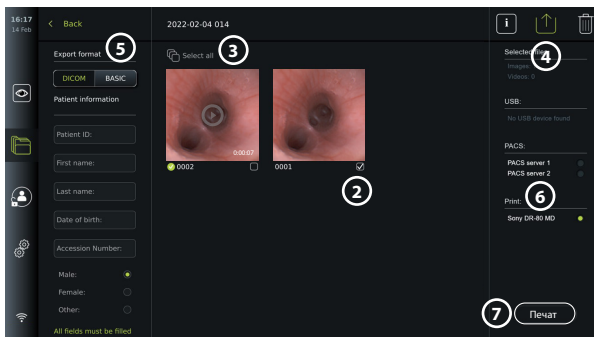 16:17
14 Feb
Back
2022-02-04 014
i
Export format
5
DICOM BASIC
Patient information
Patient ID:
First name:
Last name:
Date of birth:
Accession Number:
Male:
Female:
Other:
All fields must be filled
Select all
3
0:00:07
0002
0001
2
Selected files
4
Images:
Videos: 0
USB:
No USB device found
PACS:
PACS server 1
PACS server 2
6
Print:
Sony DR-80 MD
7
Печат